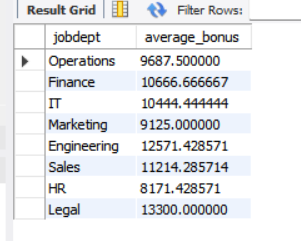 Result Grid Filter Rows:
jobdept average_bonus
Operations 9687.500000
Finance 10666.666667
IT 10444.444444
Marketing 9125.000000
Engineering 12571.428571
Sales 11214.285714
HR 8171.428571
Legal 13300.000000